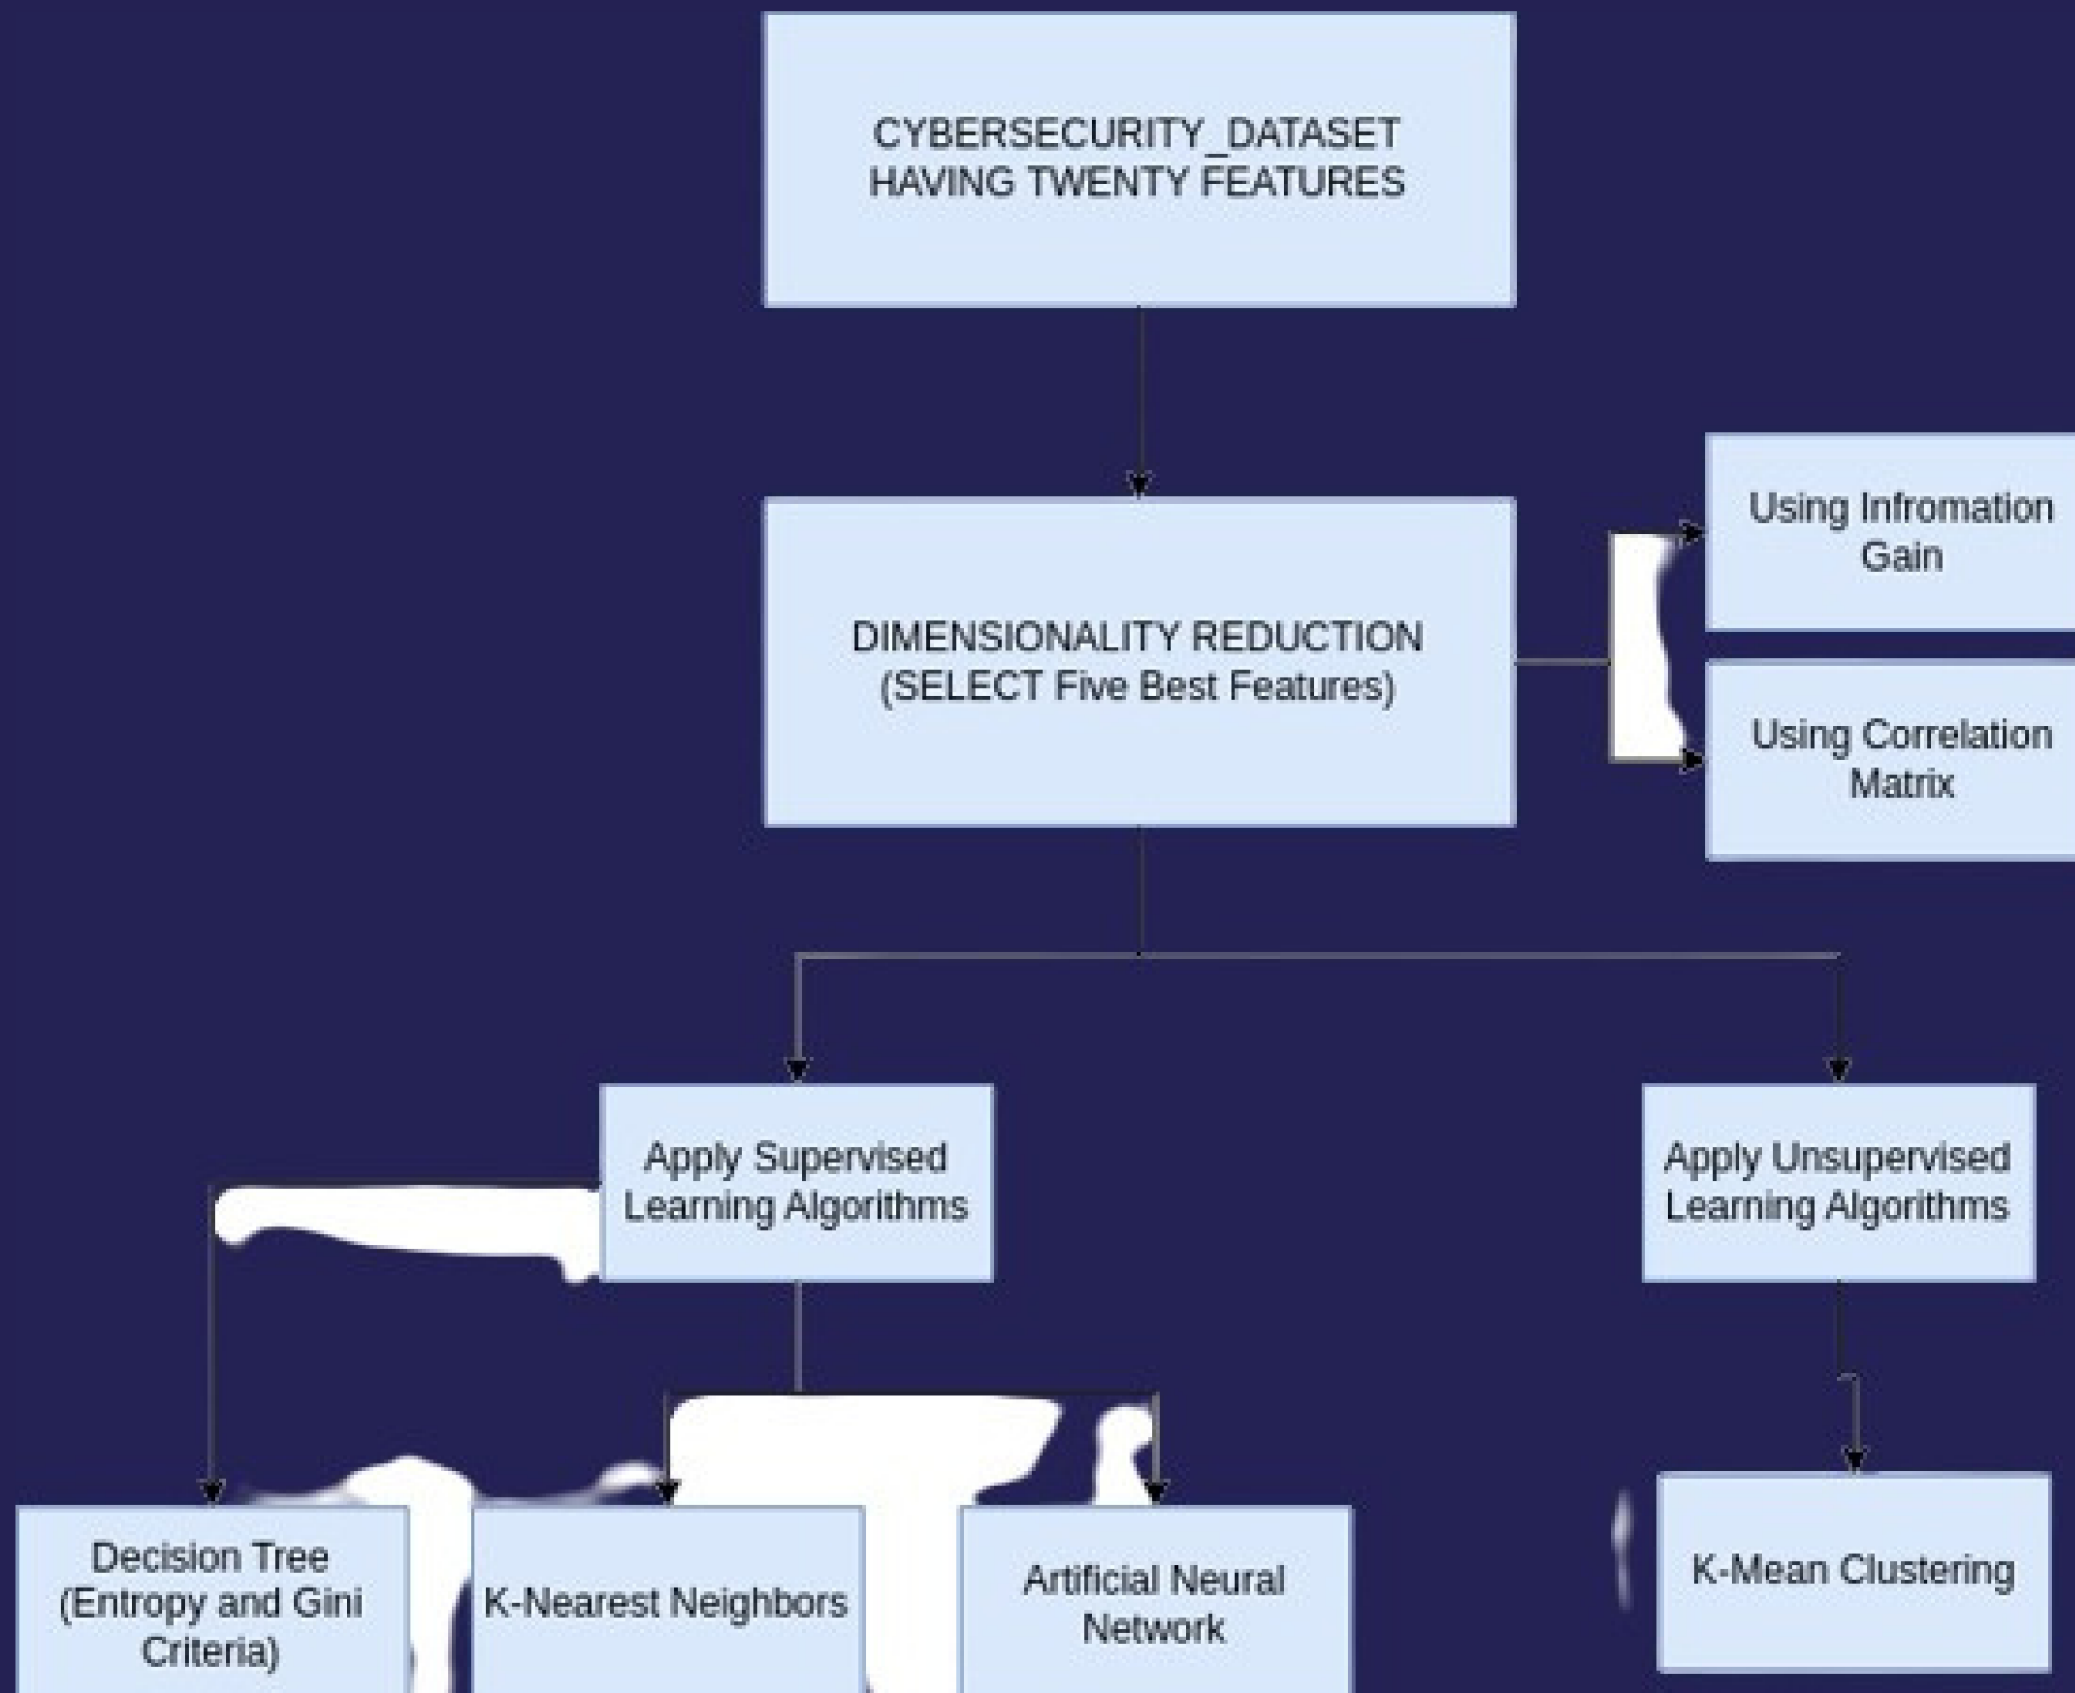 CYBERSECURITY_DATASET
HAVING TWENTY FEATURES
Using Infromation
Gain
DIMENSIONALITY REDUCTION
(SELECT Five Best Features)
Using Correlation
Matrix
Apply Supervised
Learning Algorithms
Apply Unsupervised
Learning Algorithms
Decision Tree
(Entropy and Gini
Criteria)
K-Nearest Neighbors
Artificial Neural
Network
K-Mean Clustering